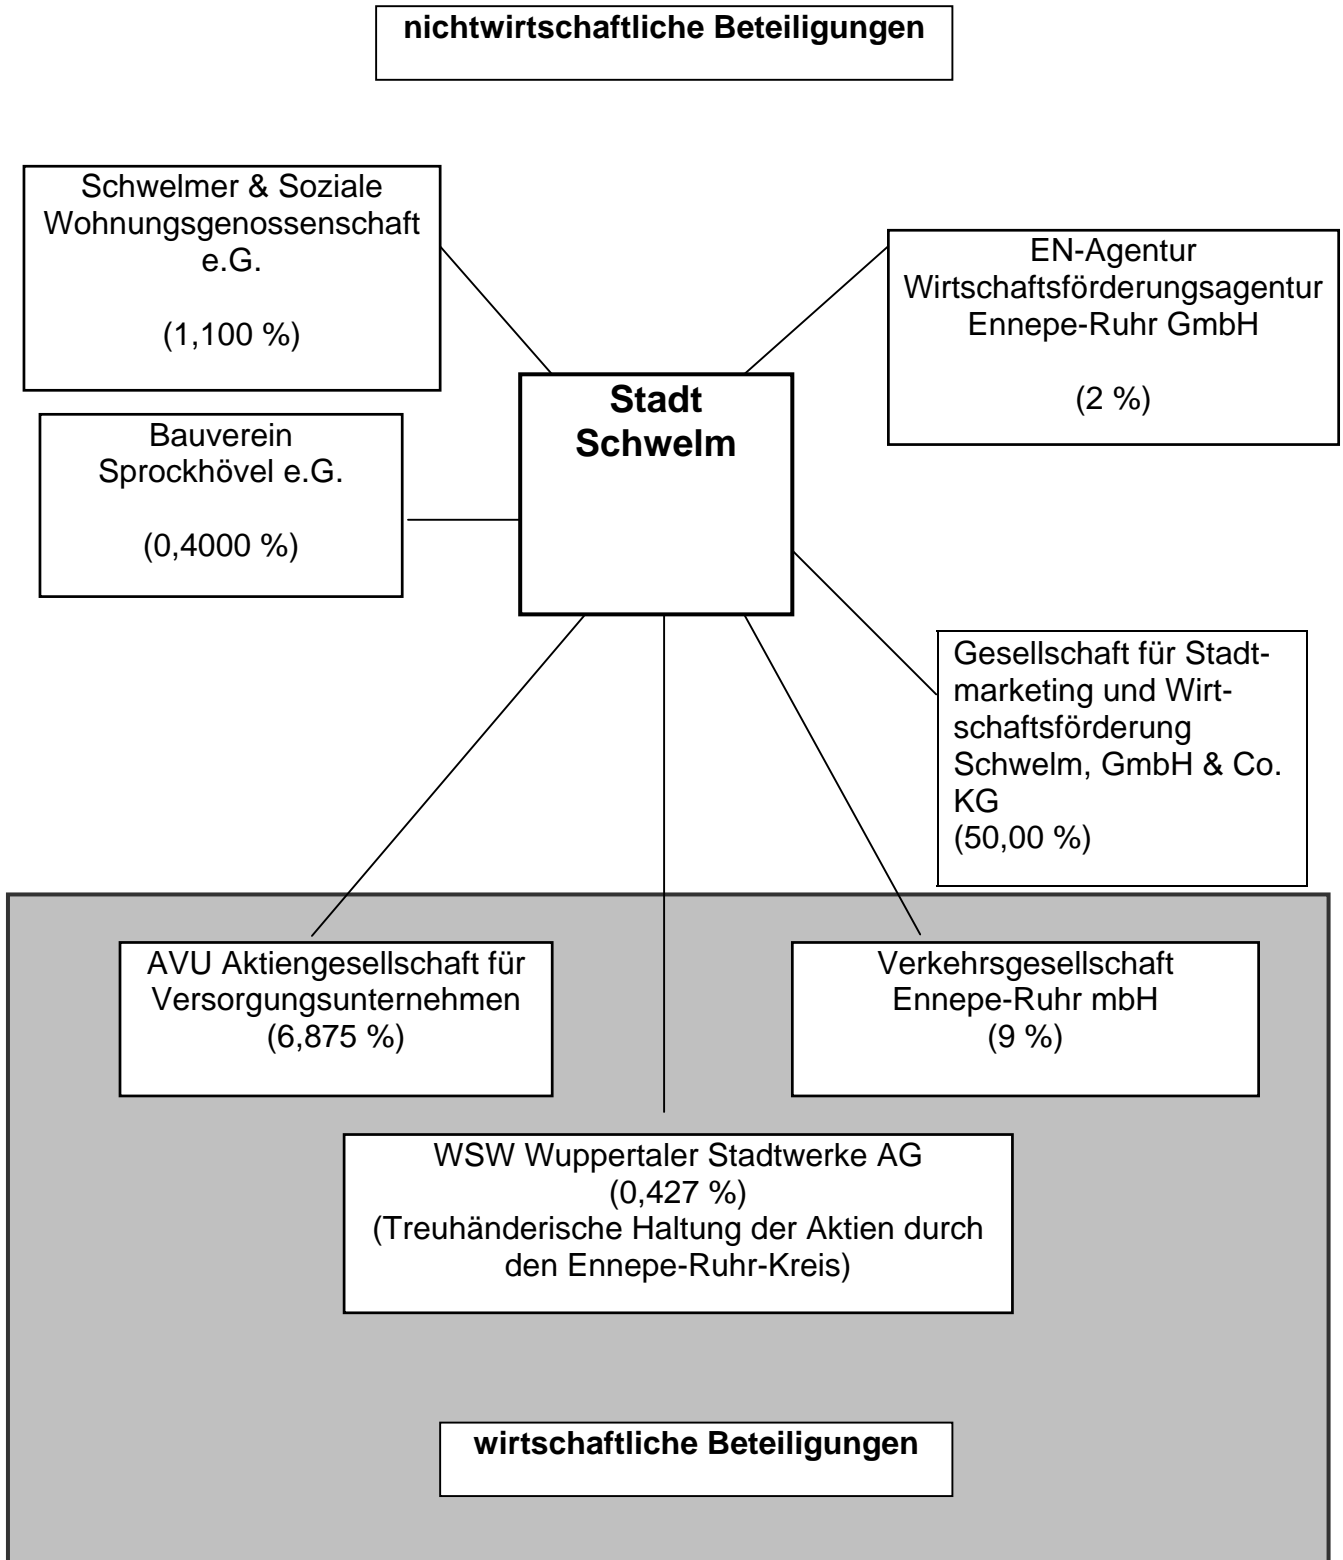 nichtwirtschaftliche Beteiligungen
Schwelmer & Soziale
Wohnungsgenossenschaft
e.G.
(1,100 %)
EN-Agentur
Wirtschaftsförderungsagentur
Ennepe-Ruhr GmbH
(2 %)
Stadt
Schwelm
Bauverein
Sprockhövel e.G.
(0,4000 %)
Gesellschaft für Stadt-
marketing und Wirt-
schaftsförderung
Schwelm, GmbH & Co.
KG
(50,00 %)
AVU Aktiengesellschaft für
Versorgungsunternehmen
(6,875 %)
Verkehrsgesellschaft
Ennepe-Ruhr mbH
(9 %)
WSW Wuppertaler Stadtwerke AG
(0,427 %)
(Treuhänderische Haltung der Aktien durch
den Ennepe-Ruhr-Kreis)
wirtschaftliche Beteiligungen